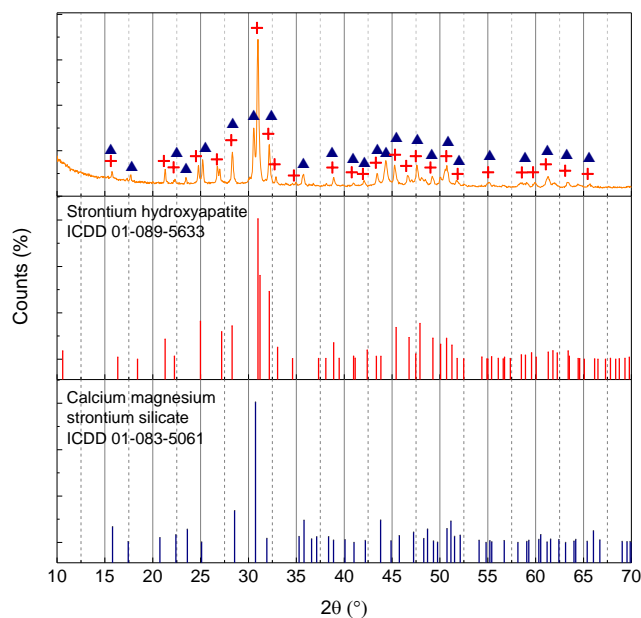 Counts (%)
Strontium hydroxyapatite
ICDD 01-089-5633
Calcium magnesium
strontium silicate
ICDD 01-083-5061
10 15 20 25 30 35 40 45 50 55 60 65 70
2θ (°)